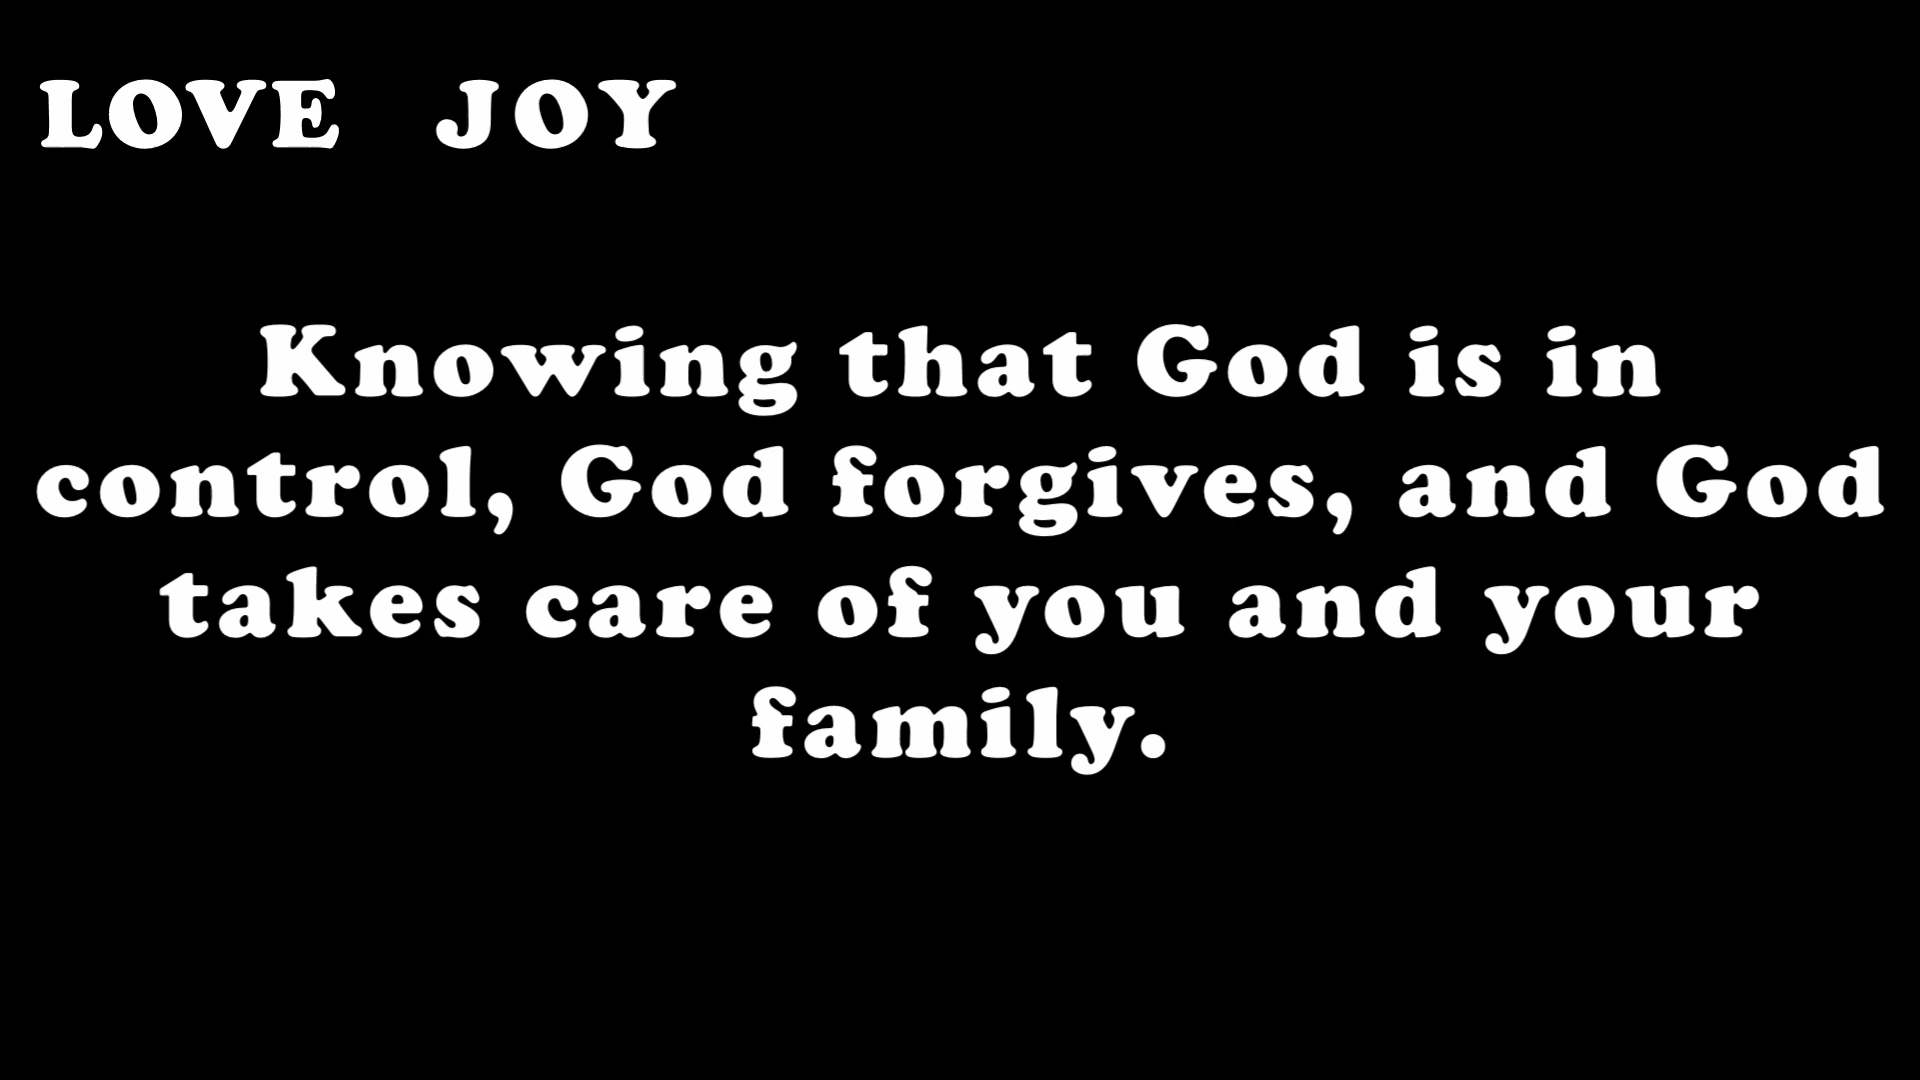 LOVE JOY
Knowing that God is in
control, God forgives, and God
takes care of you and your
family.